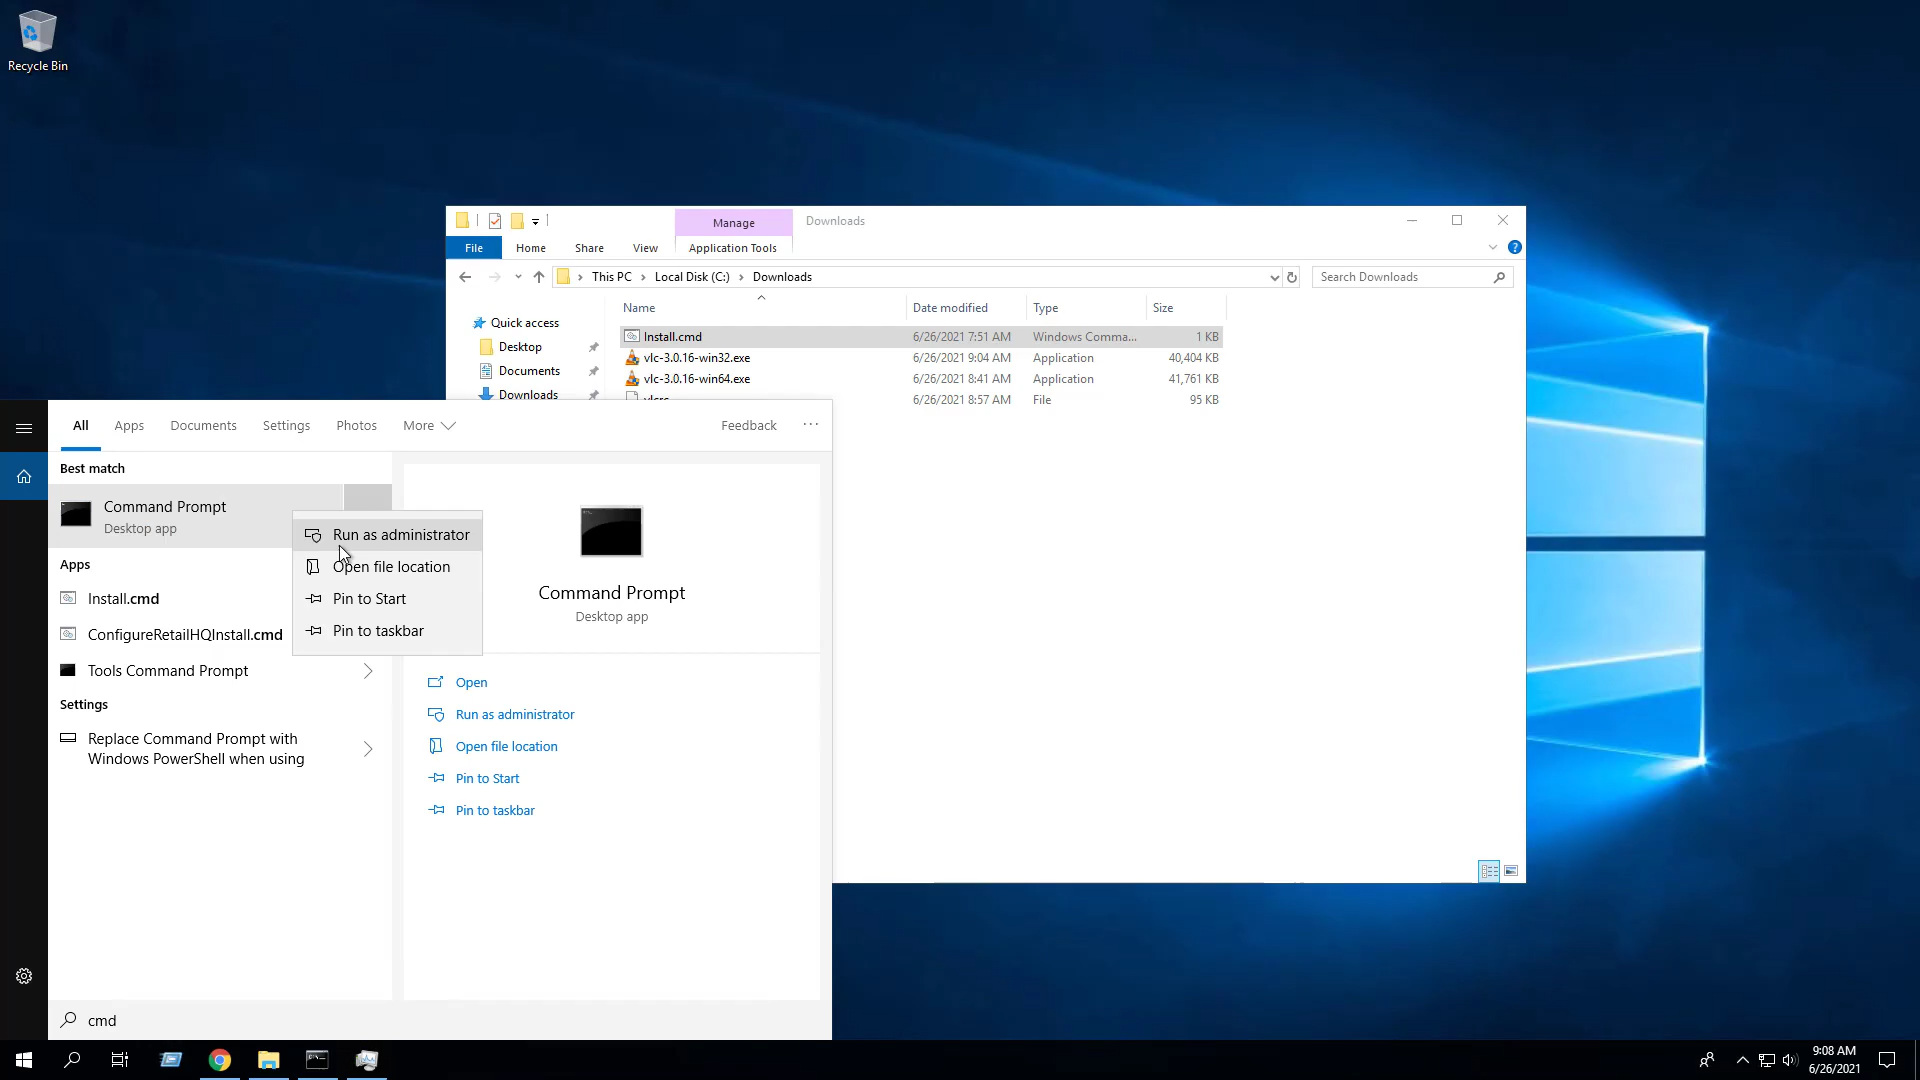 Recycle Bin
Manage
Downloads
File
Home
Share
View
Application Tools
This PC
Local Disk (C:)
Downloads
Search Downloads
Name
Date modified
Type
Size
Quick access
Desktop
Documents
Downloads
Install.cmd 6/26/2021 7:51 AM Windows Comma... 1 KB
vlc-3.0.16-win32.exe 6/26/2021 9:04 AM Application 40,404 KB
vlc-3.0.16-win64.exe 6/26/2021 8:41 AM Application 41,761 KB
vlcrc 6/26/2021 8:57 AM File 95 KB
All
Apps
Documents
Settings
Photos
More
Feedback
Best match
Command Prompt
Desktop app
Apps
Install.cmd
ConfigureRetailHQInstall.cmd
Tools Command Prompt
Settings
Replace Command Prompt with
Windows PowerShell when using
Run as administrator
Open file location
Pin to Start
Pin to taskbar
Command Prompt
Desktop app
Open
Run as administrator
Open file location
Pin to Start
Pin to taskbar
cmd
9:08 AM
6/26/2021